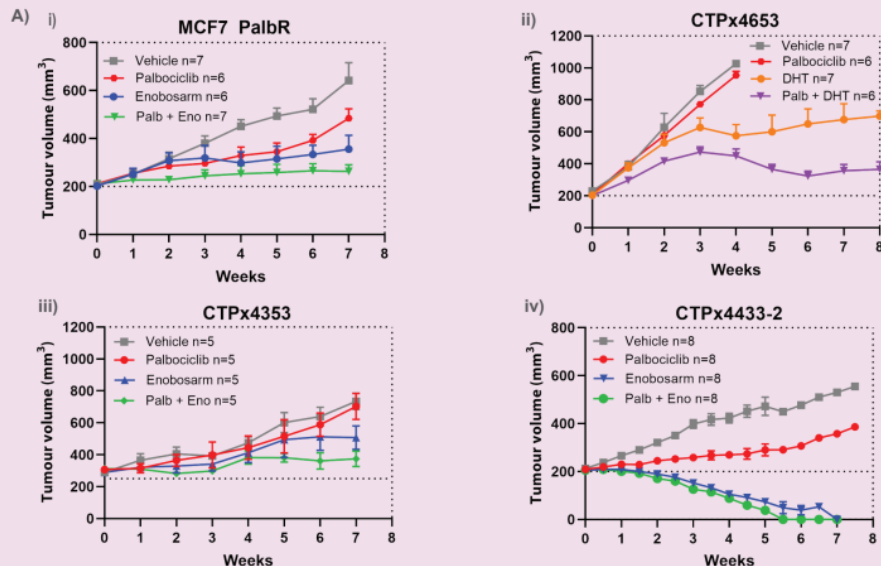 A)
i)
MCF7 PalbR
Tumour volume (mm³)
800
600
400
200
0
Vehicle n=7
Palbociclib n=6
Enobosarm n=6
Palb + Eno n=7
0 1 2 3 4 5 6 7 8
Weeks
ii)
CTPx4653
Tumour volume (mm³)
1200
1000
800
600
400
200
0
Vehicle n=7
Palbociclib n=6
DHT n=7
Palb + DHT n=6
0 1 2 3 4 5 6 7 8
Weeks
iii)
CTPx4353
Tumour volume (mm³)
1200
1000
800
600
400
200
0
Vehicle n=5
Palbociclib n=5
Enobosarm n=5
Palb + Eno n=5
0 1 2 3 4 5 6 7 8
Weeks
iv)
CTPx4433-2
Tumour volume (mm³)
800
600
400
200
0
Vehicle n=8
Palbociclib n=8
Enobosarm n=8
Palb + Eno n=8
0 1 2 3 4 5 6 7 8
Weeks